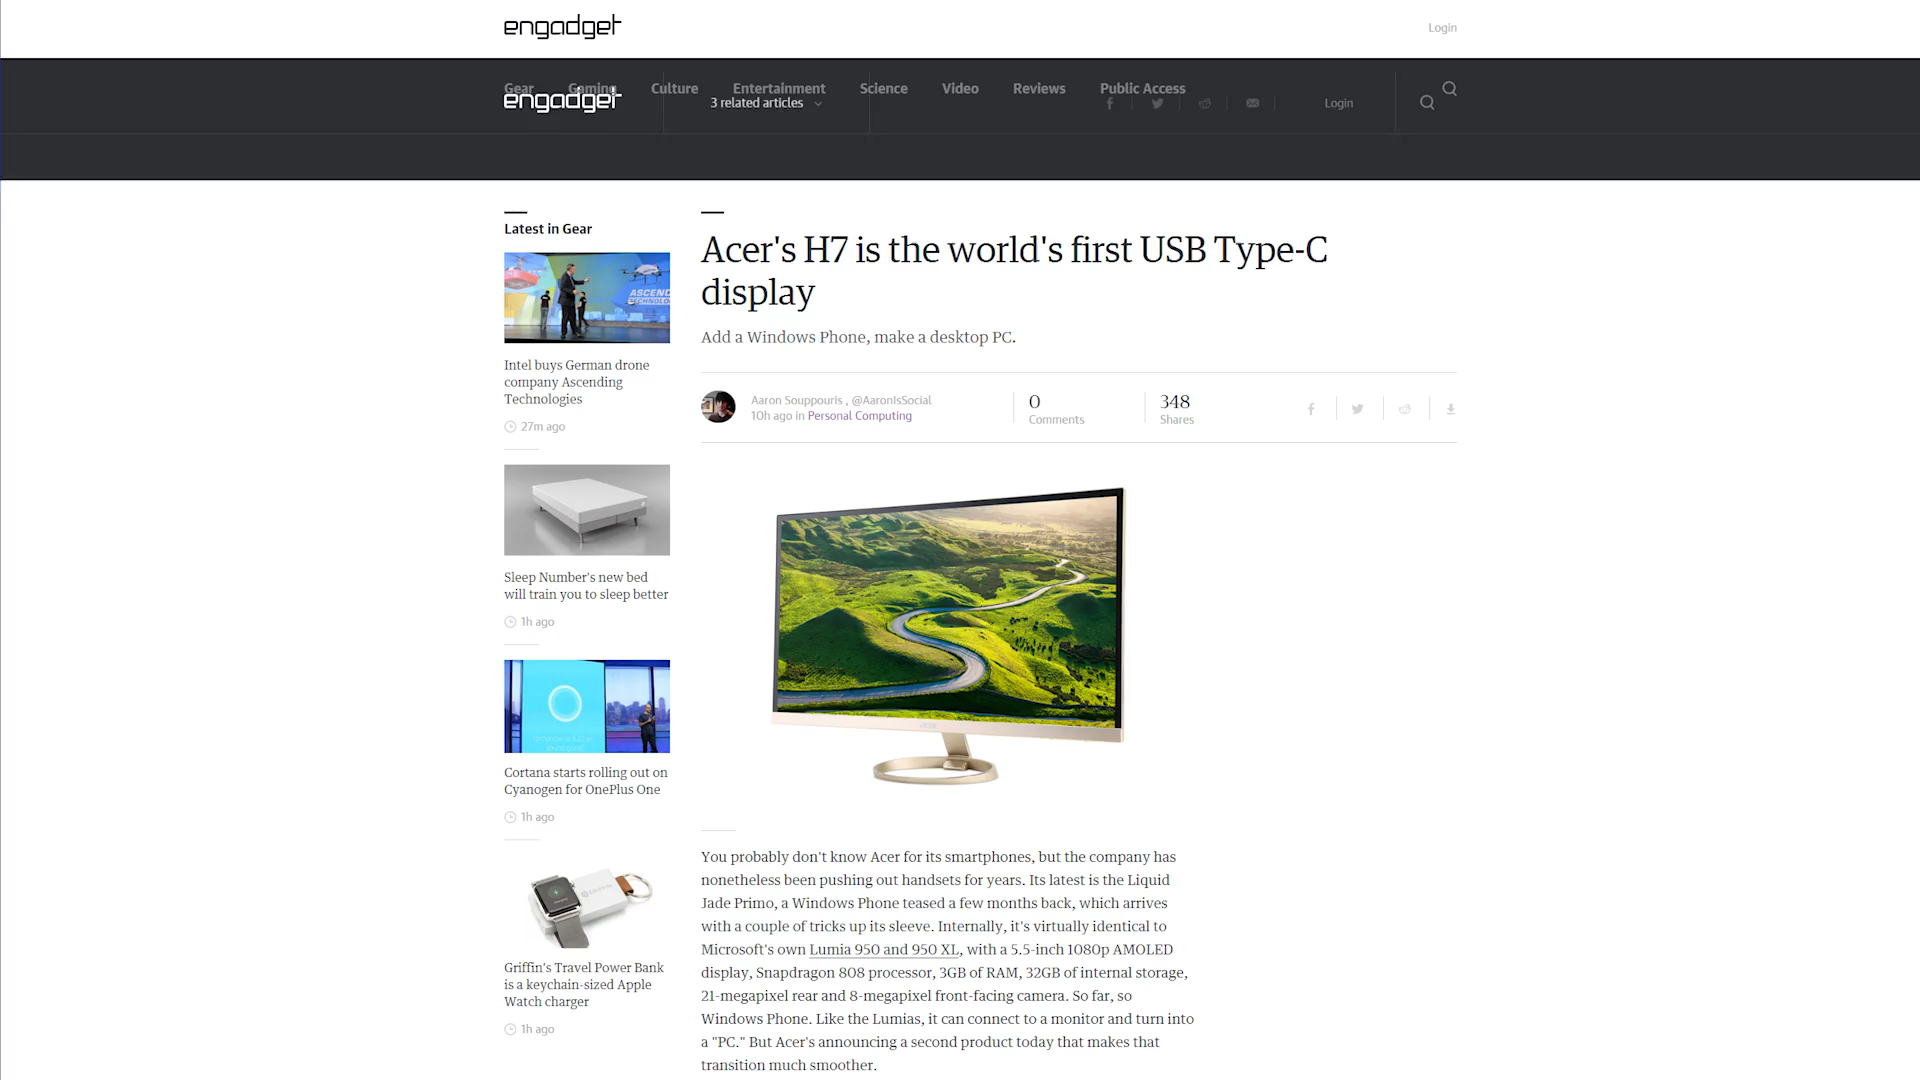 engadget
Login
Gear
Gaming
Culture
Entertainment
Science
Video
Reviews
Public Access
engadget
3 related articles
Login
Latest in Gear
Intel buys German drone
company Ascending
Technologies
27m ago
Sleep Number's new bed
will train you to sleep better
1h ago
Cortana starts rolling out on
Cyanogen for OnePlus One
1h ago
Griffin's Travel Power Bank
is a keychain-sized Apple
Watch charger
1h ago
Acer's H7 is the world's first USB Type-C
display
Add a Windows Phone, make a desktop PC.
Aaron Souppouris , @AaronIsSocial
10h ago in Personal Computing
0
Comments
348
Shares
You probably don't know Acer for its smartphones, but the company has
nonetheless been pushing out handsets for years. Its latest is the Liquid
Jade Primo, a Windows Phone teased a few months back, which arrives
with a couple of tricks up its sleeve. Internally, it's virtually identical to
Microsoft's own Lumia 950 and 950 XL, with a 5.5-inch 1080p AMOLED
display, Snapdragon 808 processor, 3GB of RAM, 32GB of internal storage,
21-megapixel rear and 8-megapixel front-facing camera. So far, so
Windows Phone. Like the Lumias, it can connect to a monitor and turn into
a "PC." But Acer's announcing a second product today that makes that
transition much smoother.